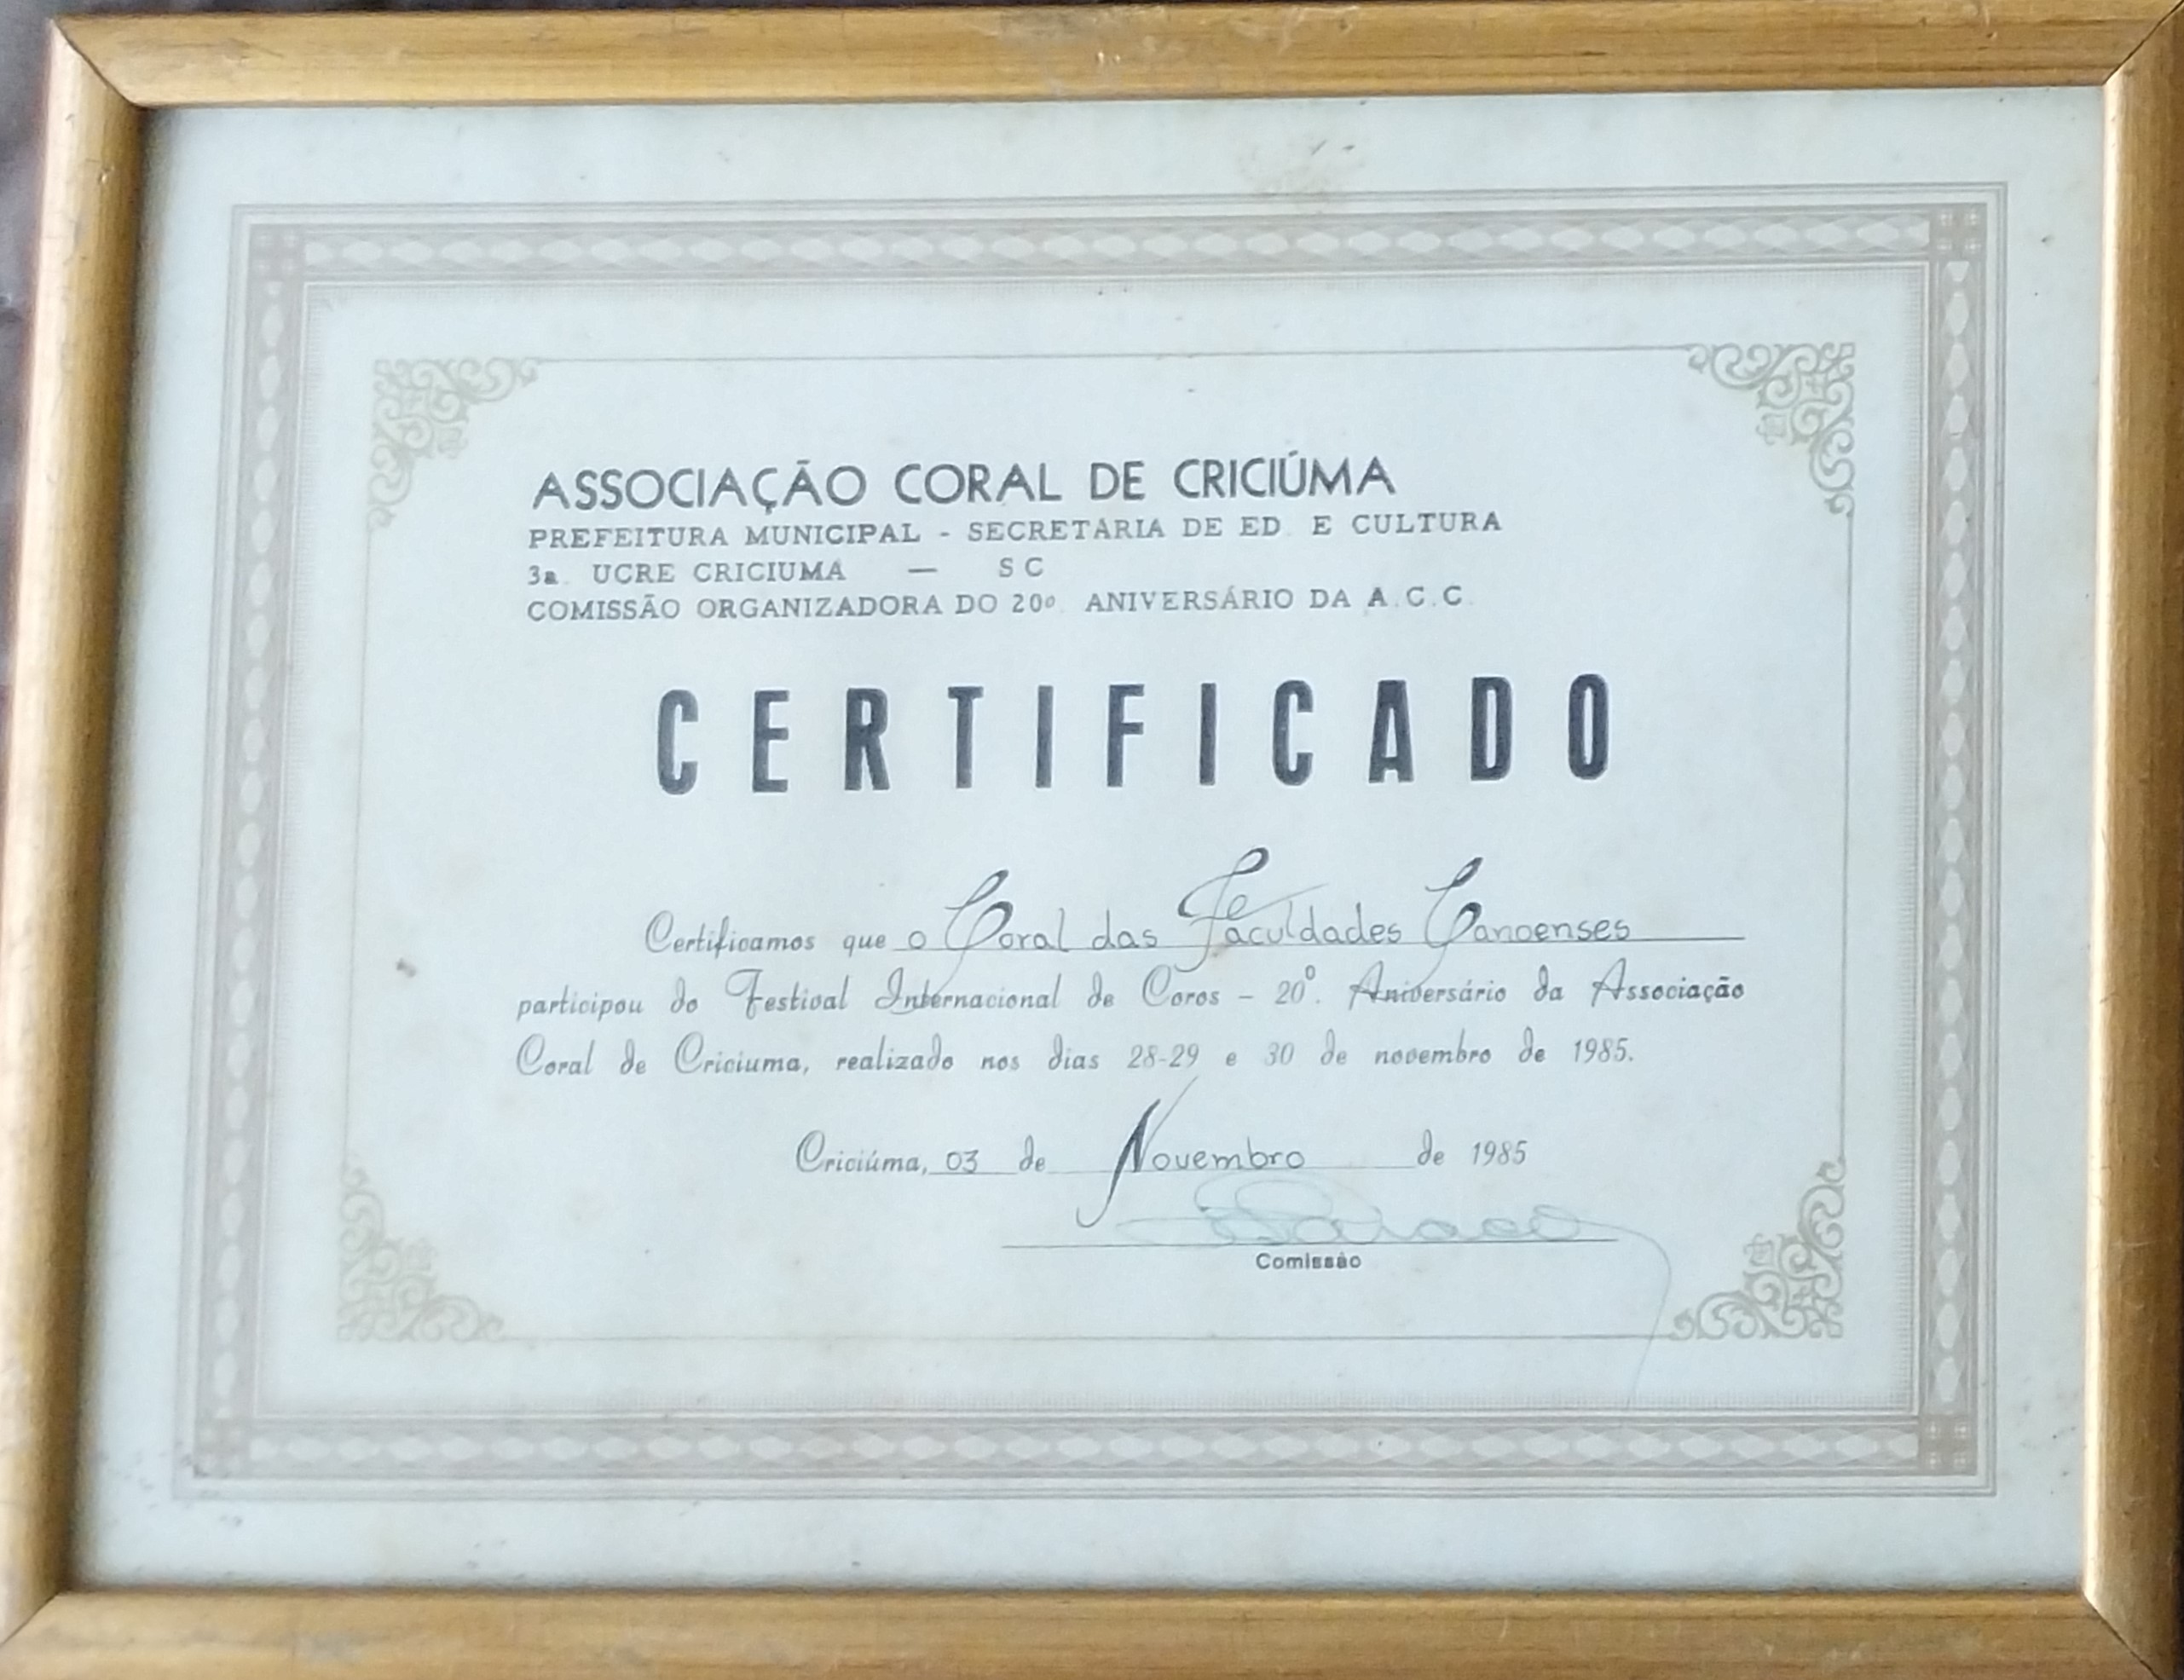 ASSOCIAÇÃO CORAL DE CRICIÚMA
PREFEITURA MUNICIPAL - SECRETARIA DE ED. E CULTURA
3a. UCRE CRICIUMA — SC
COMISSÃO ORGANIZADORA DO 20º. ANIVERSÁRIO DA A.C.C.
CERTIFICADO
Certificamos que o Coral das Faculdades Canoenses
participou do Festival Internacional de Coros - 20º. Aniversário da Associação
Coral de Criciuma, realizado nos dias 28-29 e 30 de novembro de 1985.
Criciúma, 03 de Novembro de 1985
Comissão